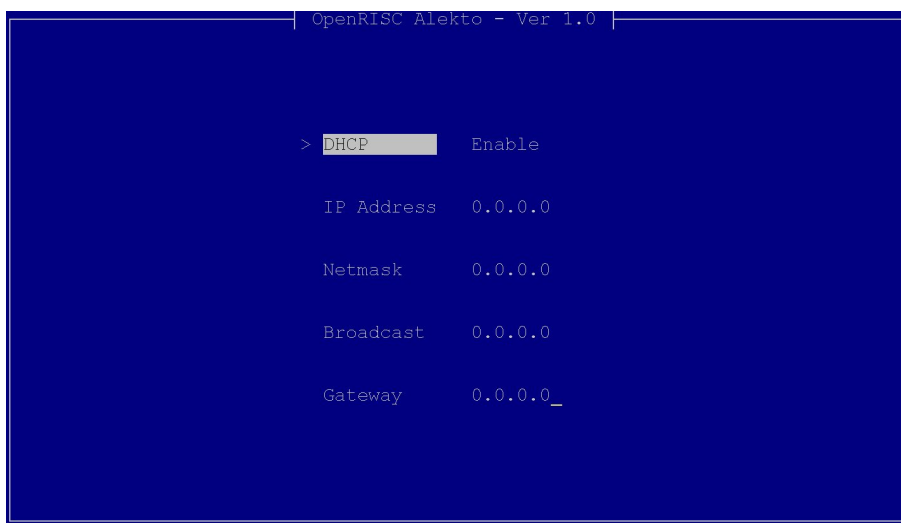 OpenRISC Alekto - Ver 1.0
> DHCP Enable
IP Address 0.0.0.0
Netmask 0.0.0.0
Broadcast 0.0.0.0
Gateway 0.0.0.0_